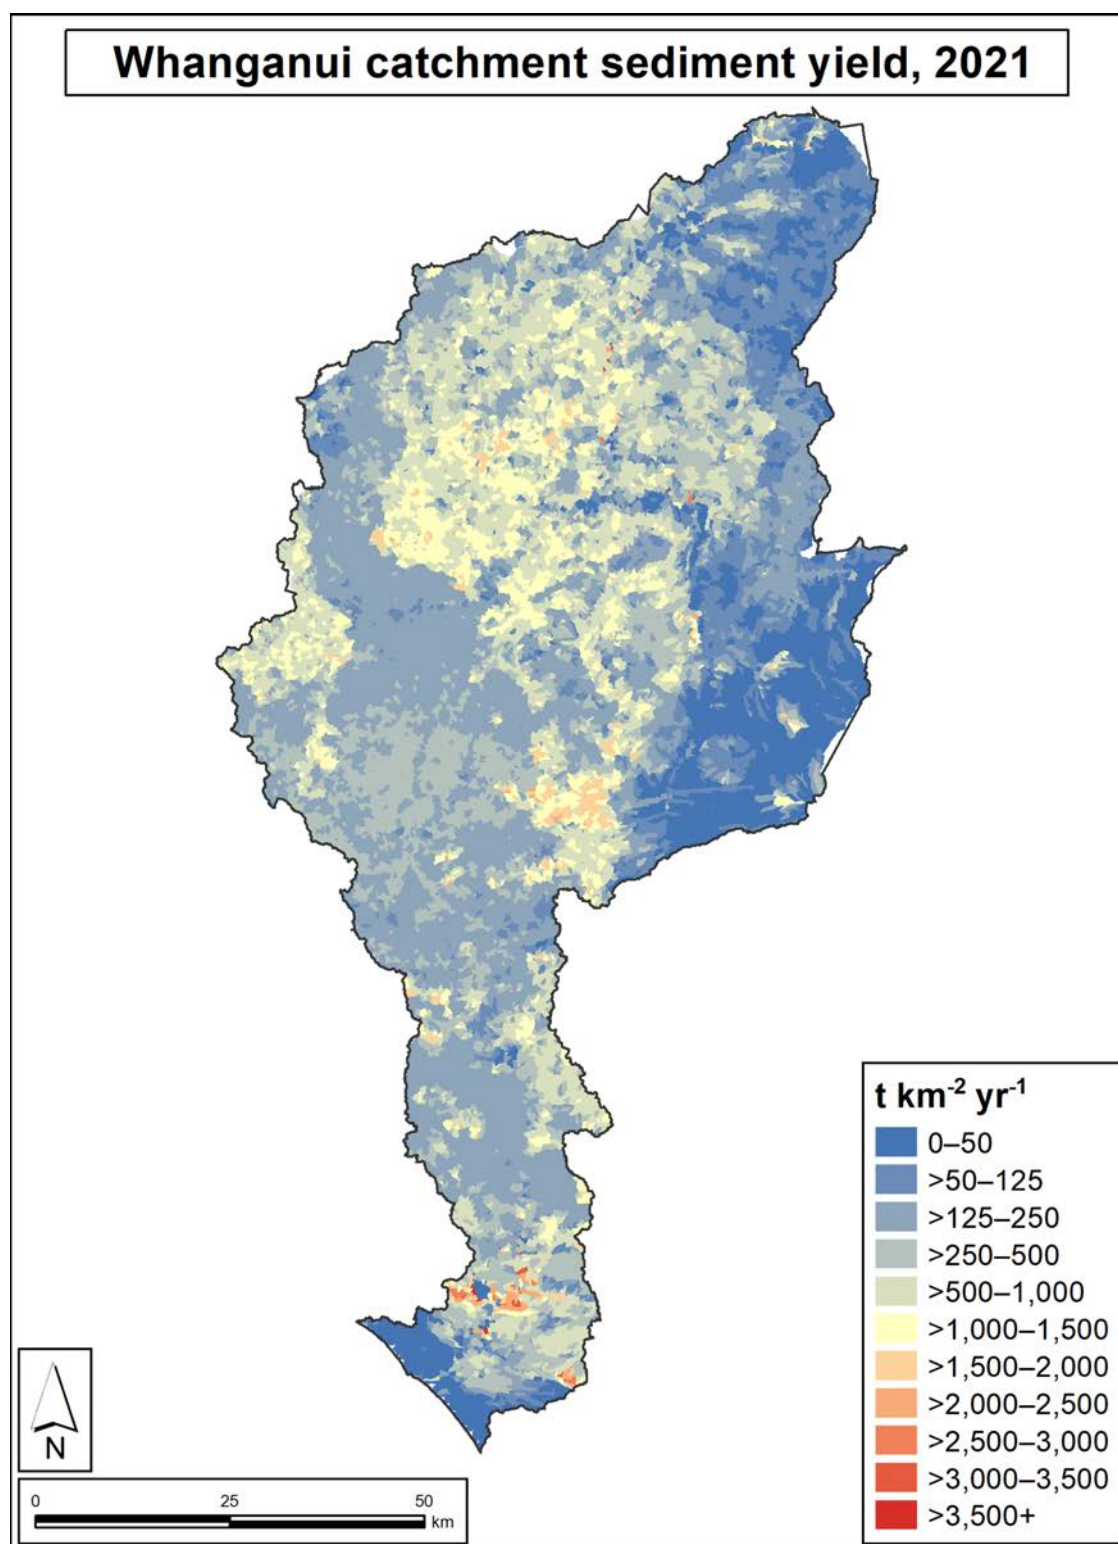 Whanganui catchment sediment yield, 2021
t km⁻² yr⁻¹
0–50
>50–125
>125–250
>250–500
>500–1,000
>1,000–1,500
>1,500–2,000
>2,000–2,500
>2,500–3,000
>3,000–3,500
>3,500+
N
0 25 50
km